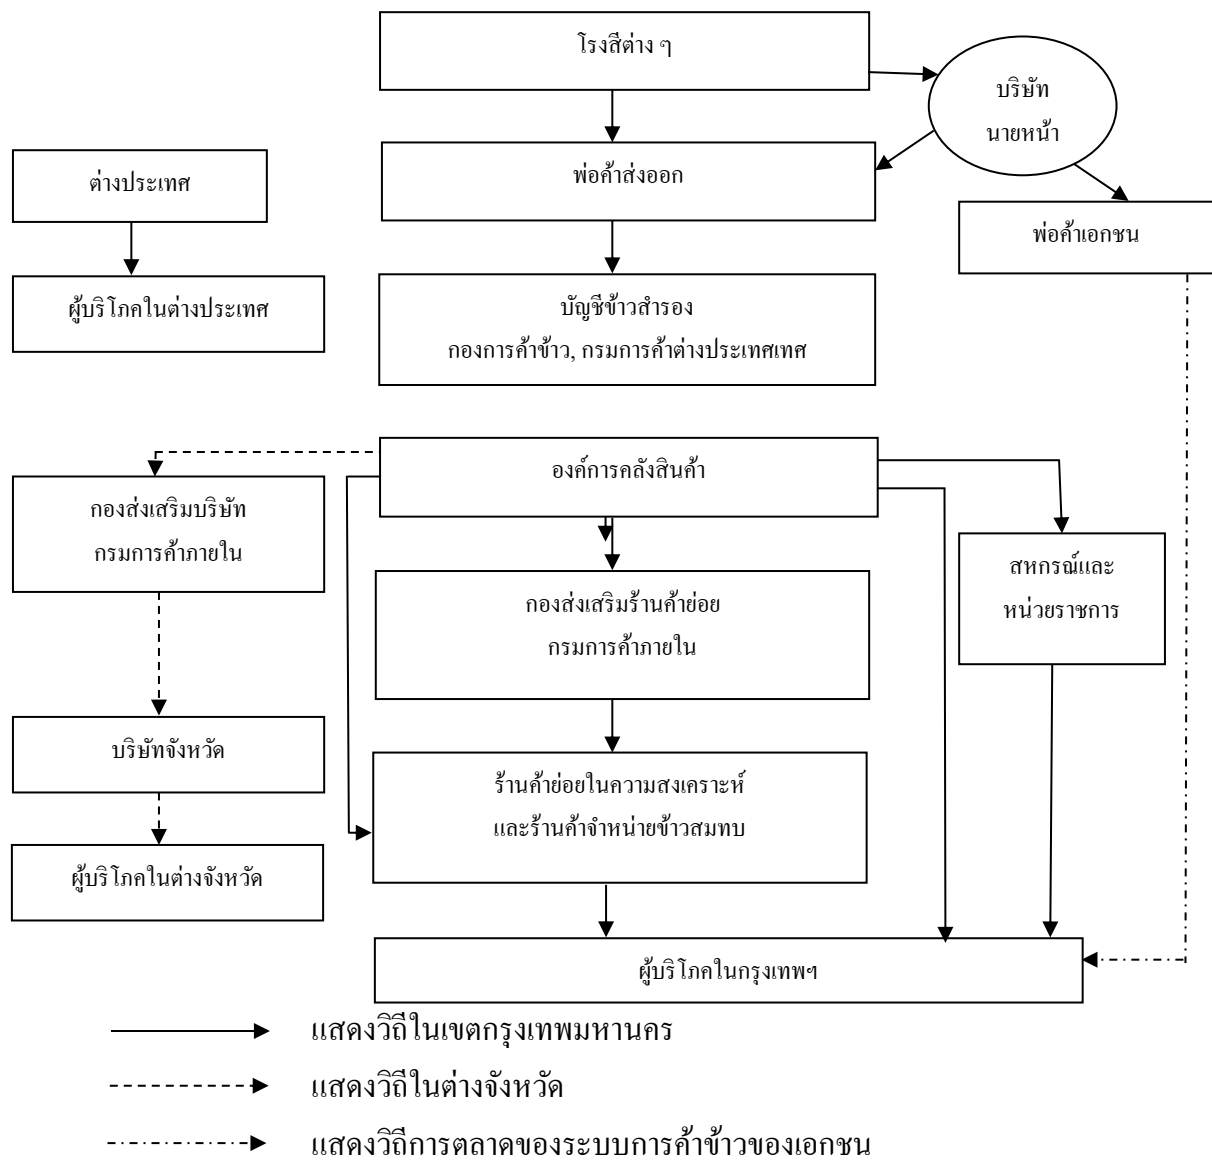 โรงสีต่าง ๆ
บริษัท
นายหน้า
ต่างประเทศ
พ่อค้าส่งออก
พ่อค้าเอกชน
ผู้บริโภคในต่างประเทศ
บัญชีข้าวสำรอง
กองการค้าข้าว, กรมการค้าต่างประเทศเทศ
องค์การคลังสินค้า
กองส่งเสริมบริษัท
กรมการค้าภายใน
สหกรณ์และ
หน่วยราชการ
กองส่งเสริมร้านค้าย่อย
กรมการค้าภายใน
บริษัทจังหวัด
ร้านค้าย่อยในความสงเคราะห์
และร้านค้าจำหน่ายข้าวสมทบ
ผู้บริโภคในต่างจังหวัด
ผู้บริโภคในกรุงเทพฯ
แสดงวิถีในเขตกรุงเทพมหานคร
แสดงวิถีในต่างจังหวัด
แสดงวิถีการตลาดของระบบการค้าข้าวของเอกชน